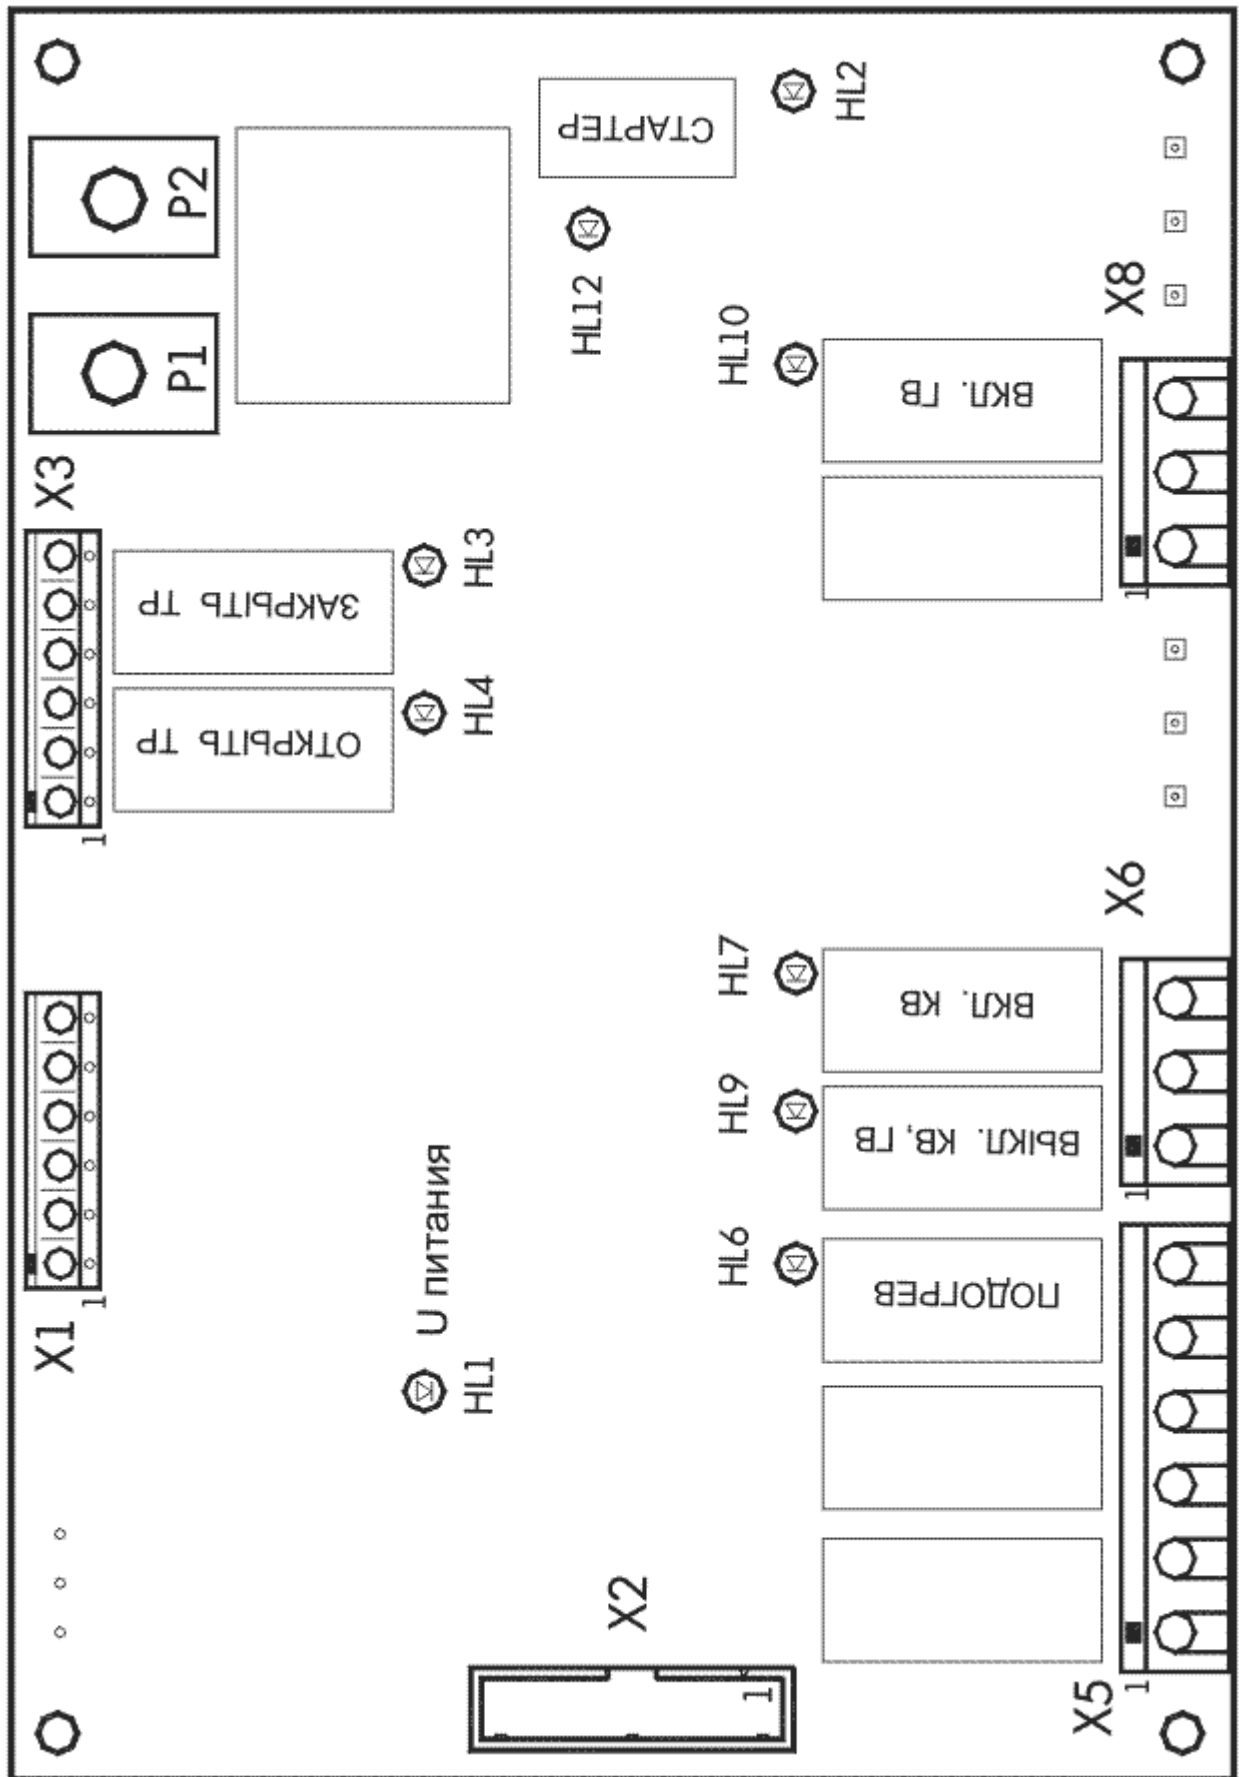 HL2
СТАРТЕР
P2
HL12
X8
HL10
P1
ВКЛ. ГВ
X3
HL3
ЗАКРЫТЬ ТР
1
HL4
ОТКРЫТЬ ТР
1
X6
HL7
ВКЛ. КВ
HL9
ВЫКЛ. КВ, ГВ
1
U питания
HL6
ПОДОГРЕВ
1
X1
HL1
X2
1
X5
1